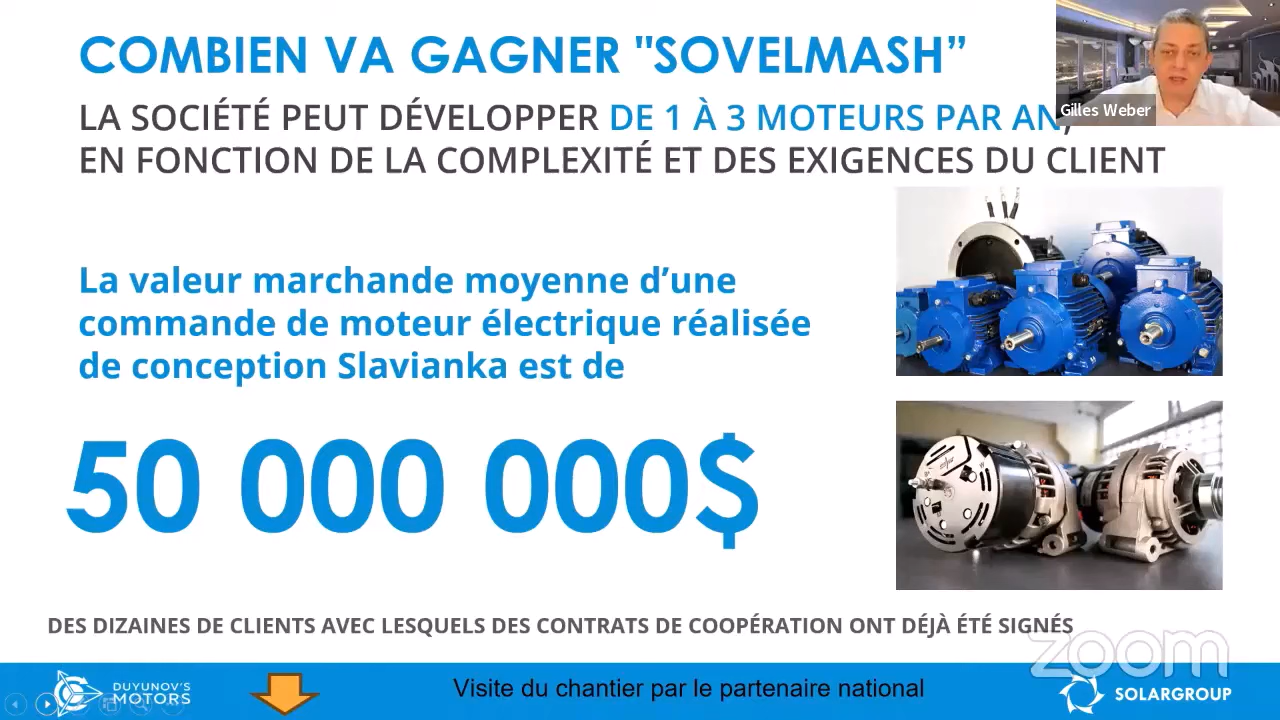 COMBIEN VA GAGNER "SOVELMASH”
LA SOCIÉTÉ PEUT DÉVELOPPER DE 1 À 3 MOTEURS PAR AN,
EN FONCTION DE LA COMPLEXITÉ ET DES EXIGENCES DU CLIENT
Gilles Weber
La valeur marchande moyenne d’une
commande de moteur électrique réalisée
de conception Slavianka est de
50 000 000$
DES DIZAINES DE CLIENTS AVEC LESQUELS DES CONTRATS DE COOPÉRATION ONT DÉJÀ ÉTÉ SIGNÉS
zoom
DUYUNOV'S
MOTORS
Visite du chantier par le partenaire national
SOLARGROUP